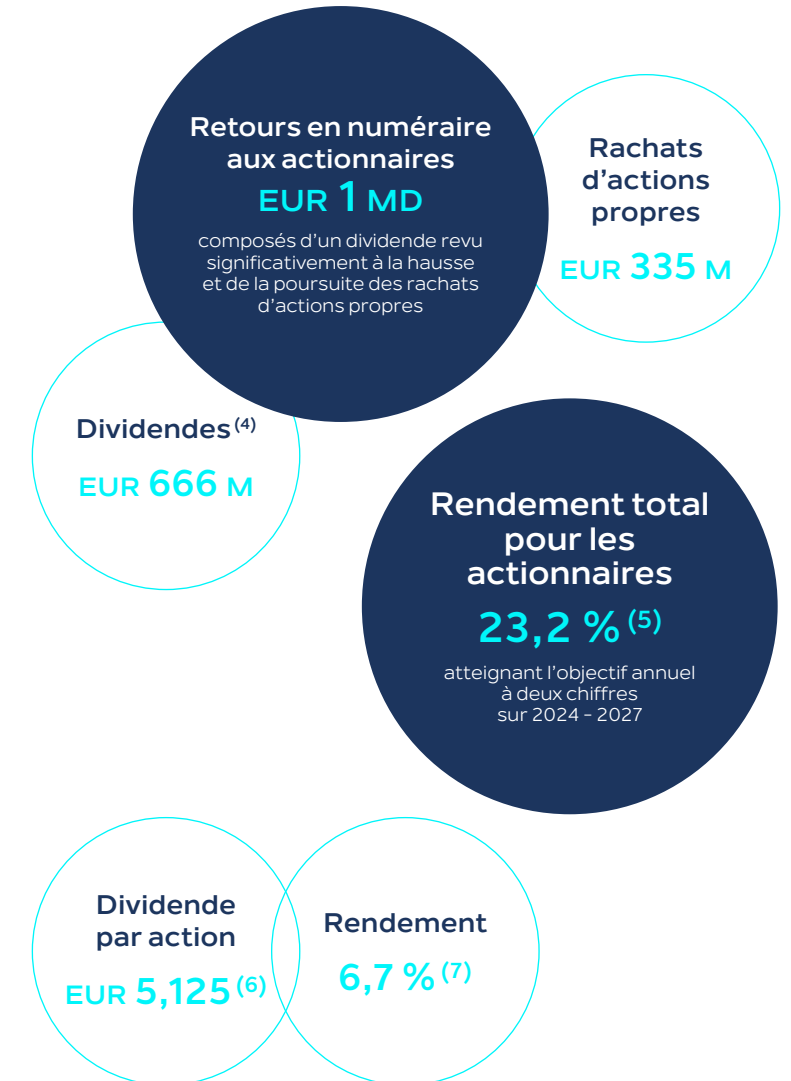 Retours en numéraire
aux actionnaires
EUR 1 MD
composés d’un dividende revu
significativement à la hausse
et de la poursuite des rachats
d’actions propres
Rachats
d’actions
propres
EUR 335 M
Dividendes (4)
EUR 666 M
Rendement total
pour les
actionnaires
23,2 % (5)
atteignant l’objectif annuel
à deux chiffres
sur 2024 – 2027
Dividende
par action
EUR 5,125 (6)
Rendement
6,7 % (7)